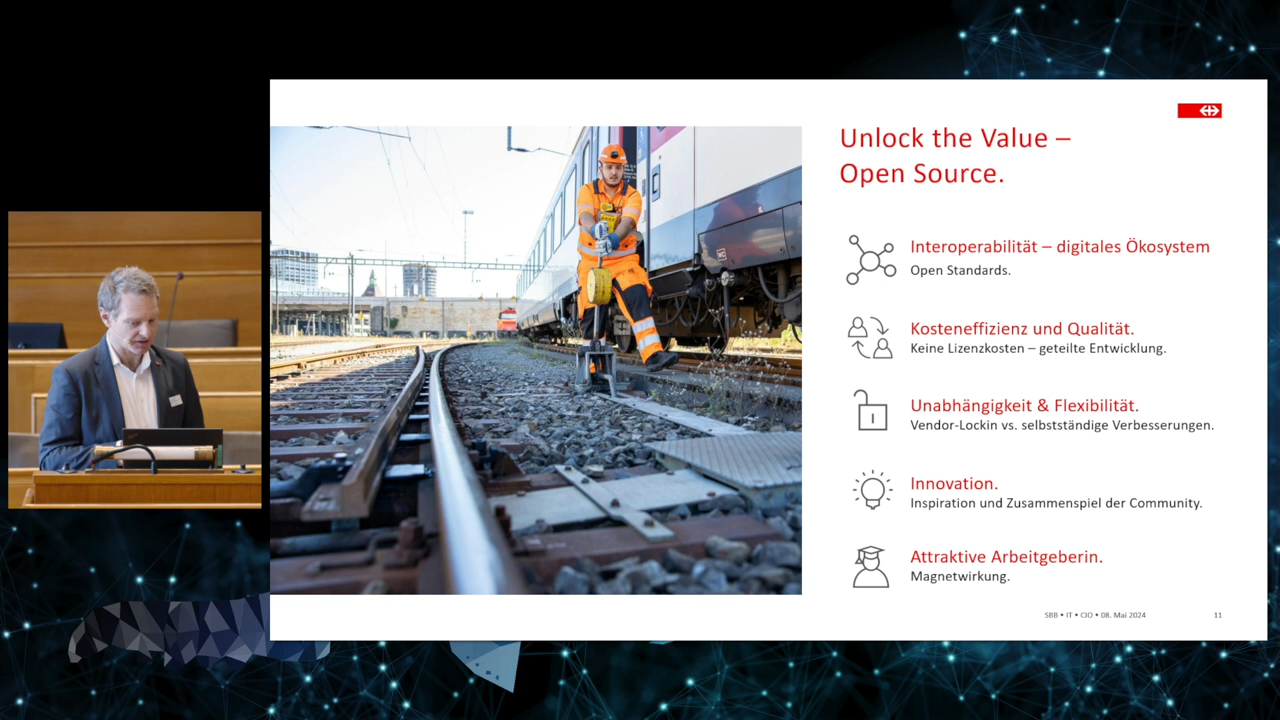 Unlock the Value –
Open Source.
Interoperabilität – digitales Ökosystem
Open Standards.
Kosteneffizienz und Qualität.
Keine Lizenzkosten – geteilte Entwicklung.
Unabhängigkeit & Flexibilität.
Vendor-Lockin vs. selbstständige Verbesserungen.
Innovation.
Inspiration und Zusammenspiel der Community.
Attraktive Arbeitgeberin.
Magnetwirkung.
SBB • IT • CIO • 08. Mai 2024
11